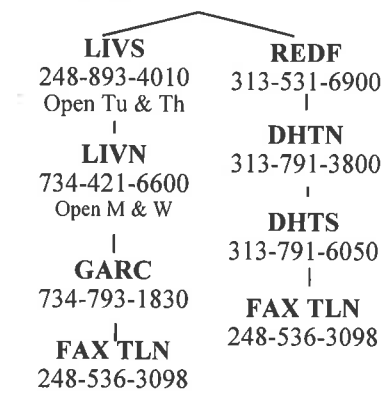 LIVS
248-893-4010
Open Tu & Th
LIVN
734-421-6600
Open M & W
GARC
734-793-1830
FAX TLN
248-536-3098
REDF
313-531-6900
DHTN
313-791-3800
DHTS
313-791-6050
FAX TLN
248-536-3098